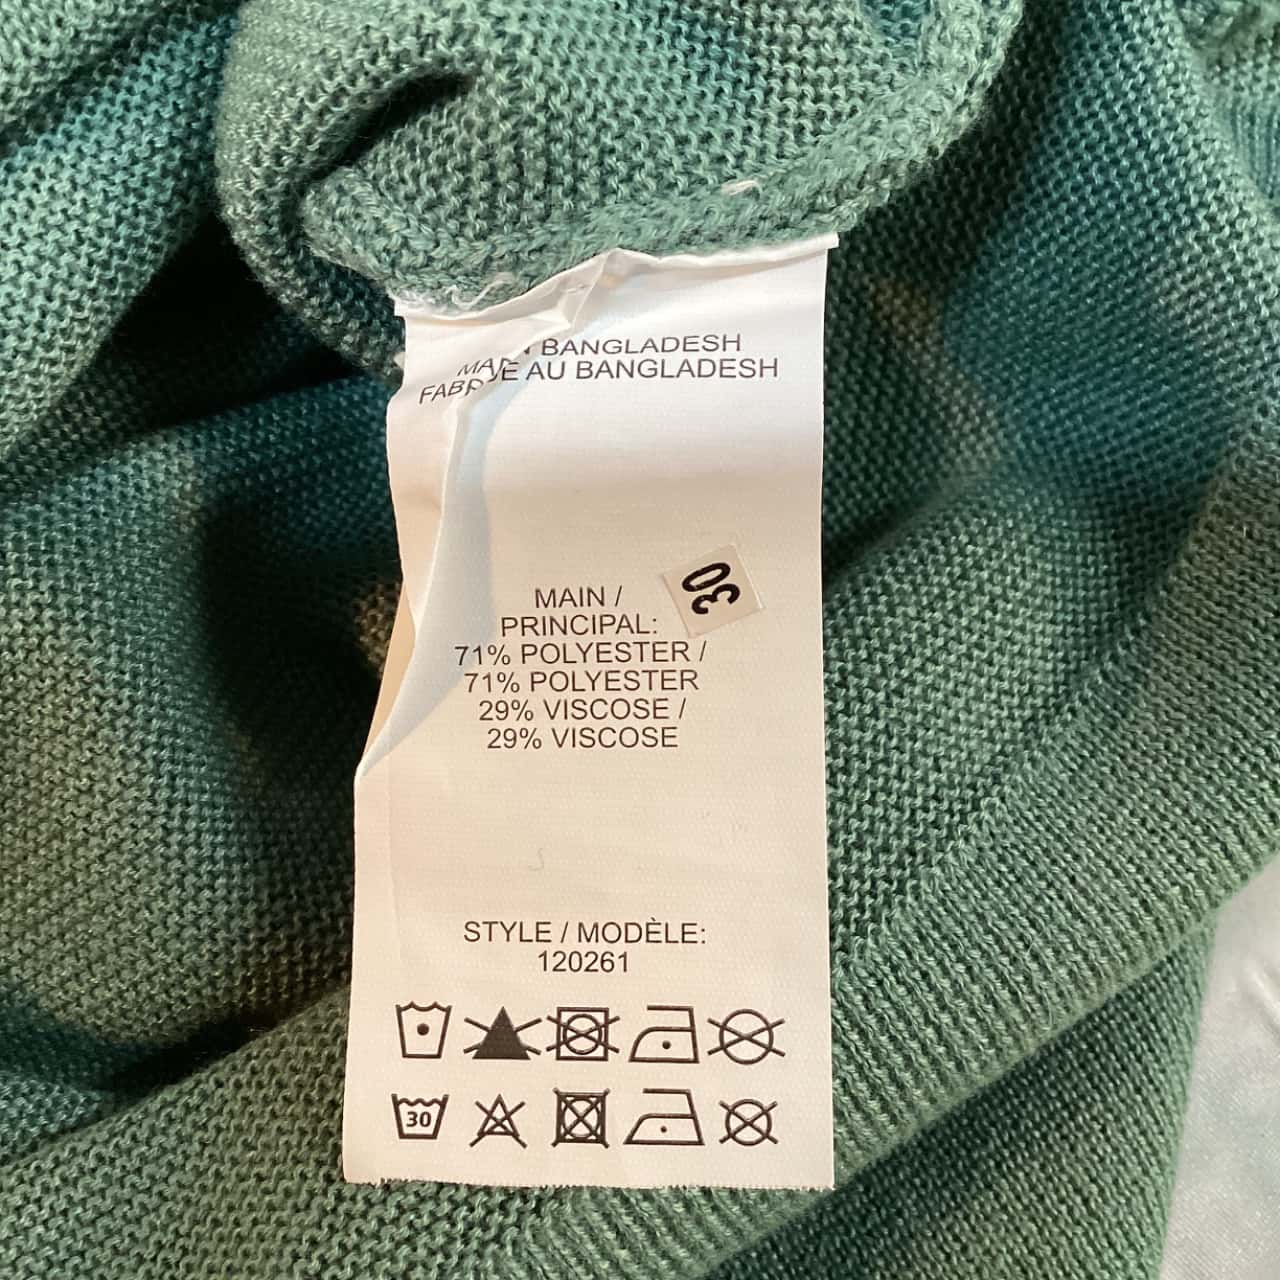 BANGLADESH
AU BANGLADESH
30
MAIN /
PRINCIPAL:
71% POLYESTER /
71% POLYESTER
29% VISCOSE /
29% VISCOSE
STYLE / MODÈLE:
120261
30